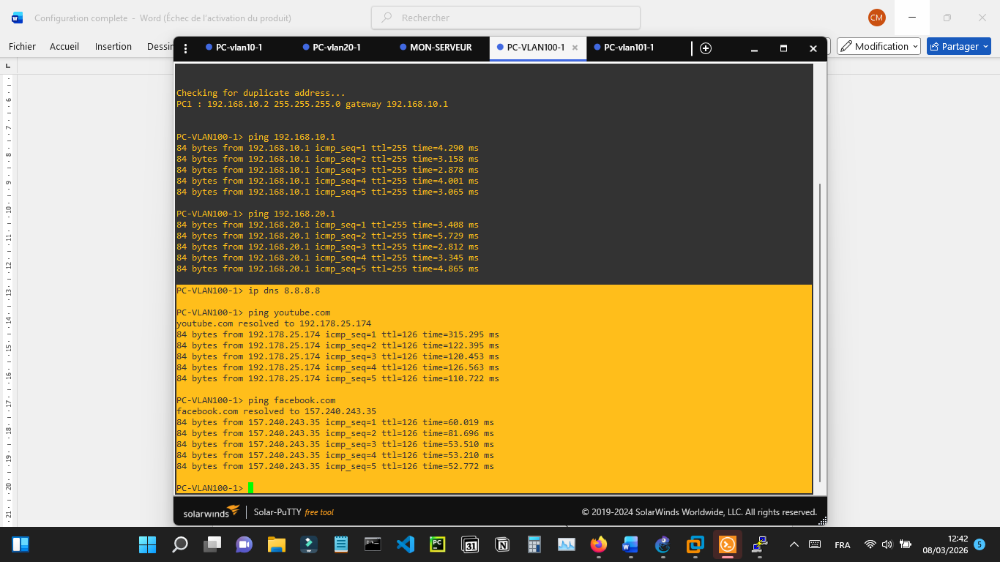 Configuration complete - Word (Échec de l'activation du produit)
Rechercher
CM
Fichier
Accueil
Insertion
Dessin
Modification
Partager
PC-vlan10-1
PC-vlan20-1
MON-SERVEUR
PC-VLAN100-1
PC-vlan101-1
Checking for duplicate address...
PC1 : 192.168.10.2 255.255.255.0 gateway 192.168.10.1
PC-VLAN100-1> ping 192.168.10.1
84 bytes from 192.168.10.1 icmp_seq=1 ttl=255 time=4.290 ms
84 bytes from 192.168.10.1 icmp_seq=2 ttl=255 time=3.158 ms
84 bytes from 192.168.10.1 icmp_seq=3 ttl=255 time=2.878 ms
84 bytes from 192.168.10.1 icmp_seq=4 ttl=255 time=4.001 ms
84 bytes from 192.168.10.1 icmp_seq=5 ttl=255 time=3.065 ms
PC-VLAN100-1> ping 192.168.20.1
84 bytes from 192.168.20.1 icmp_seq=1 ttl=255 time=3.408 ms
84 bytes from 192.168.20.1 icmp_seq=2 ttl=255 time=5.729 ms
84 bytes from 192.168.20.1 icmp_seq=3 ttl=255 time=2.812 ms
84 bytes from 192.168.20.1 icmp_seq=4 ttl=255 time=3.345 ms
84 bytes from 192.168.20.1 icmp_seq=5 ttl=255 time=4.865 ms
PC-VLAN100-1> ip dns 8.8.8.8
PC-VLAN100-1> ping youtube.com
youtube.com resolved to 192.178.25.174
84 bytes from 192.178.25.174 icmp_seq=1 ttl=126 time=315.295 ms
84 bytes from 192.178.25.174 icmp_seq=2 ttl=126 time=122.395 ms
84 bytes from 192.178.25.174 icmp_seq=3 ttl=126 time=120.453 ms
84 bytes from 192.178.25.174 icmp_seq=4 ttl=126 time=126.563 ms
84 bytes from 192.178.25.174 icmp_seq=5 ttl=126 time=110.722 ms
PC-VLAN100-1> ping facebook.com
facebook.com resolved to 157.240.243.35
84 bytes from 157.240.243.35 icmp_seq=1 ttl=126 time=60.019 ms
84 bytes from 157.240.243.35 icmp_seq=2 ttl=126 time=81.696 ms
84 bytes from 157.240.243.35 icmp_seq=3 ttl=126 time=53.510 ms
84 bytes from 157.240.243.35 icmp_seq=4 ttl=126 time=53.210 ms
84 bytes from 157.240.243.35 icmp_seq=5 ttl=126 time=52.772 ms
PC-VLAN100-1>
solarwinds Solar-PuTTY free tool
© 2019-2024 SolarWinds Worldwide, LLC. All rights reserved.
6
7
8
9
10
11
12
13
14
15
16
17
18
19
20
21
31
FRA
12:42
08/03/2026
5